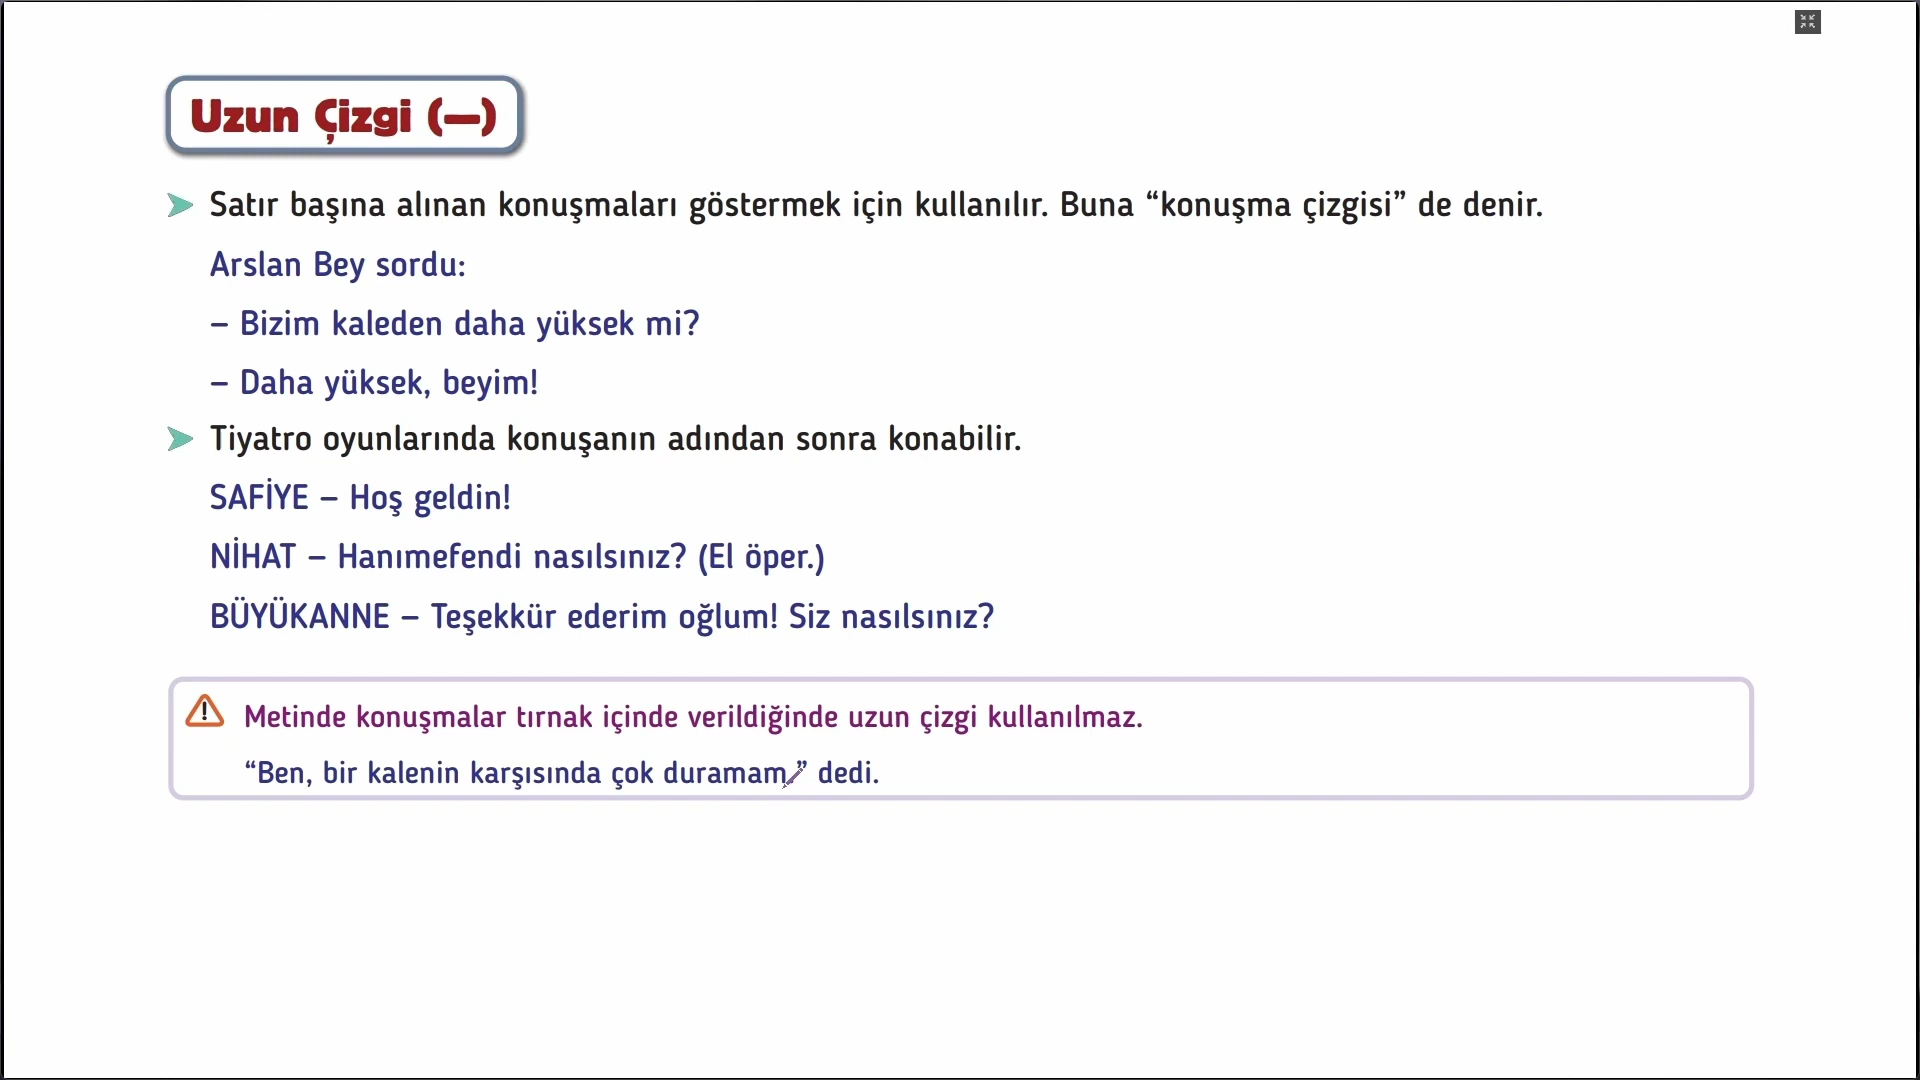 Uzun Çizgi (—)
Satır başına alınan konuşmaları göstermek için kullanılır. Buna “konuşma çizgisi” de denir.
Arslan Bey sordu:
– Bizim kaleden daha yüksek mi?
– Daha yüksek, beyim!
Tiyatro oyunlarında konuşanın adından sonra konabilir.
SAFİYE – Hoş geldin!
NİHAT – Hanımefendi nasılsınız? (El öper.)
BÜYÜKANNE – Teşekkür ederim oğlum! Siz nasılsınız?
Metinde konuşmalar tırnak içinde verildiğinde uzun çizgi kullanılmaz.
“Ben, bir kalenin karşısında çok duramam” dedi.